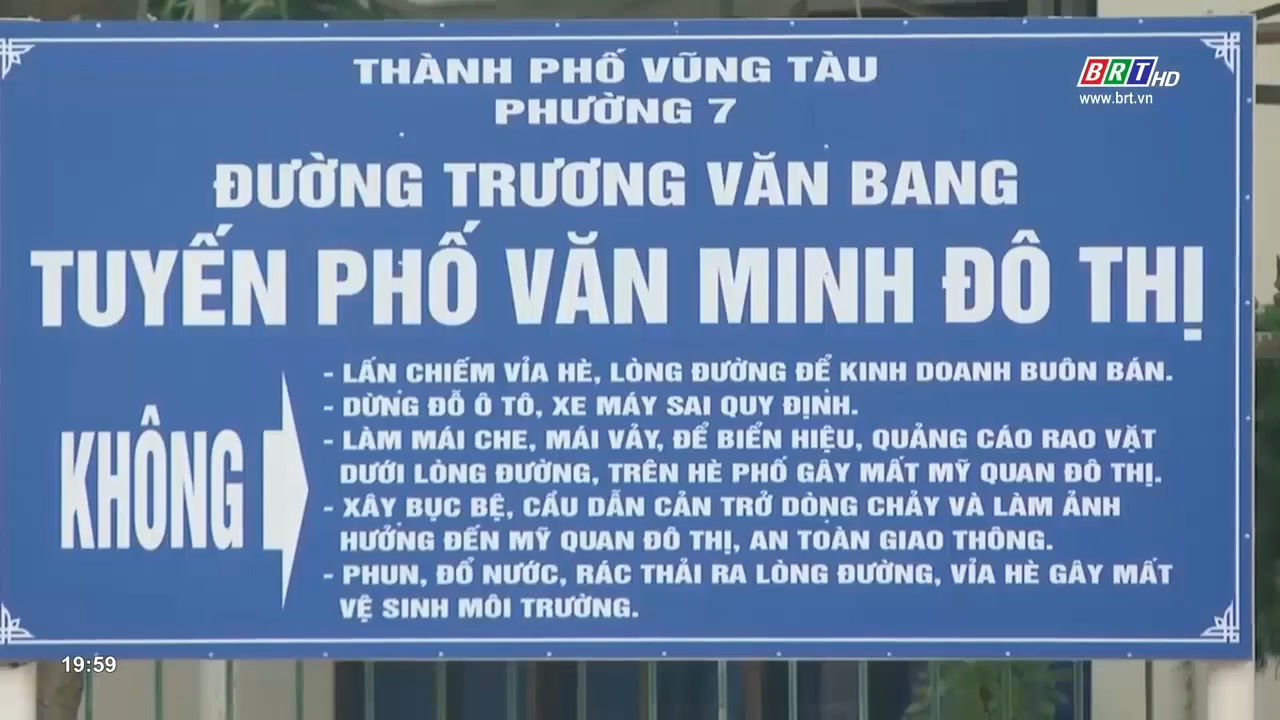 THÀNH PHỐ VŨNG TÀU
BRT HD
www.brt.vn
PHƯỜNG 7
ĐƯỜNG TRƯƠNG VĂN BANG
TUYẾN PHỐ VĂN MINH ĐÔ THỊ
KHÔNG
- LẤN CHIẾM VỈA HÈ, LÒNG ĐƯỜNG ĐỂ KINH DOANH BUÔN BÁN.
- DỪNG ĐỖ Ô TÔ, XE MÁY SAI QUY ĐỊNH.
- LÀM MÁI CHE, MÁI VẢY, ĐỂ BIỂN HIỆU, QUẢNG CÁO RAO VẶT
DƯỚI LÒNG ĐƯỜNG, TRÊN HÈ PHỐ GÂY MẤT MỸ QUAN ĐÔ THỊ.
- XÂY BỤC BỆ, CẦU DẪN CẢN TRỞ DÒNG CHẢY VÀ LÀM ẢNH
HƯỞNG ĐẾN MỸ QUAN ĐÔ THỊ, AN TOÀN GIAO THÔNG.
- PHUN, ĐỔ NƯỚC, RÁC THẢI RA LÒNG ĐƯỜNG, VỈA HÈ GÂY MẤT
VỆ SINH MÔI TRƯỜNG.
19:59